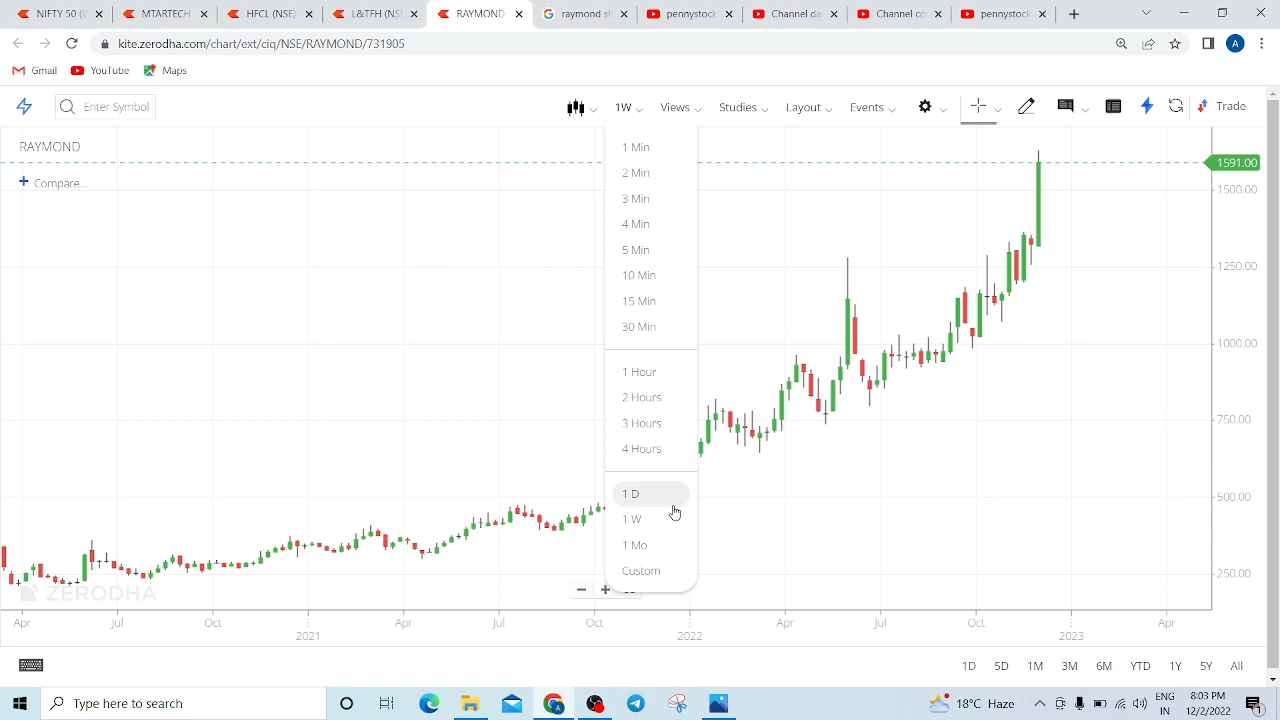 NIFTY 50 (
MTARTECH
HFCL (NSE)
L&TFH (NS
RAYMOND
raymond sh
pennystock
Channel da
Channel co
pennystock
kite.zerodha.com/chart/ext/ciq/NSE/RAYMOND/731905
A
Gmail YouTube Maps
Enter Symbol 1W Views Studies Layout Events Trade
RAYMOND
Compare...
1 Min
2 Min
3 Min
4 Min
5 Min
10 Min
15 Min
30 Min
1 Hour
2 Hours
3 Hours
4 Hours
1 D
1 W
1 Mo
Custom
1591.00
1500.00
1250.00
1000.00
750.00
500.00
250.00
ZERODHA
Apr Jul Oct 2021 Apr Jul Oct 2022 Apr Jul Oct 2023 Apr
1D 5D 1M 3M 6M YTD 1Y 5Y All
Type here to search
18°C Haze
ENG
IN
8:03 PM
12/2/2022
1